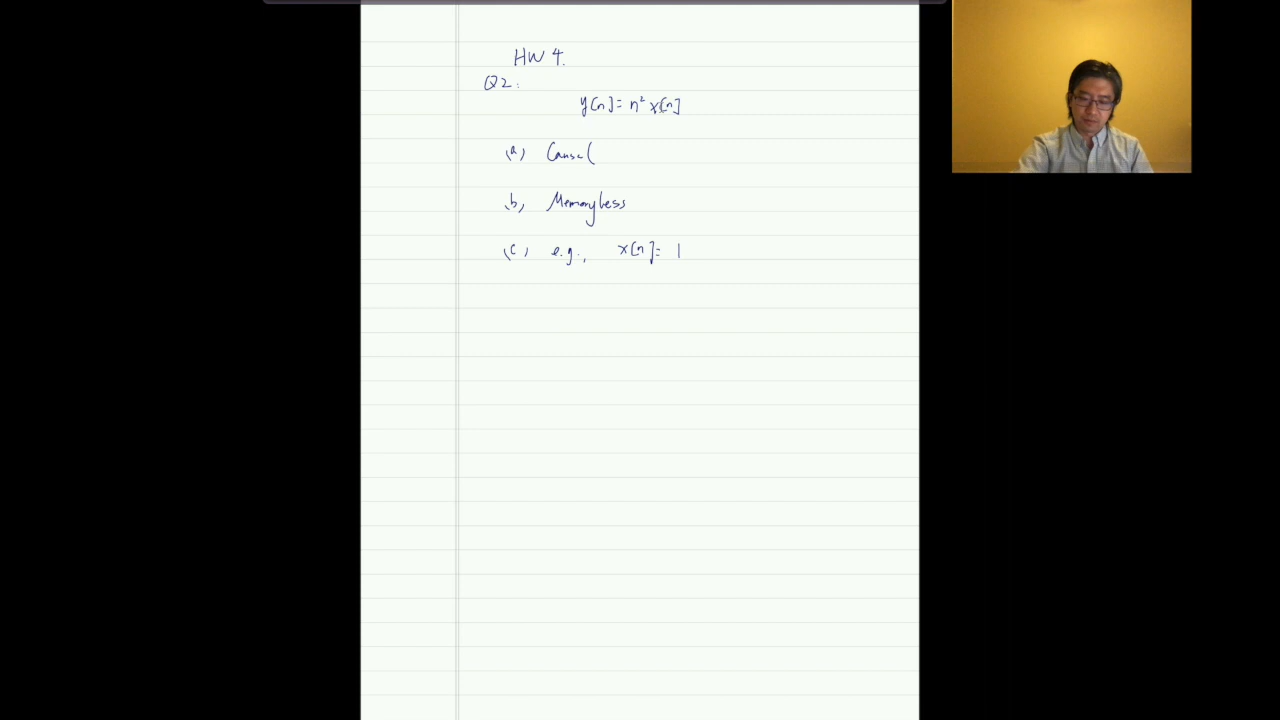 HW 4.
Q2:
y[n] = n² x[n]
(a) Causal
(b) Memoryless
(c) e.g., x[n] = 1